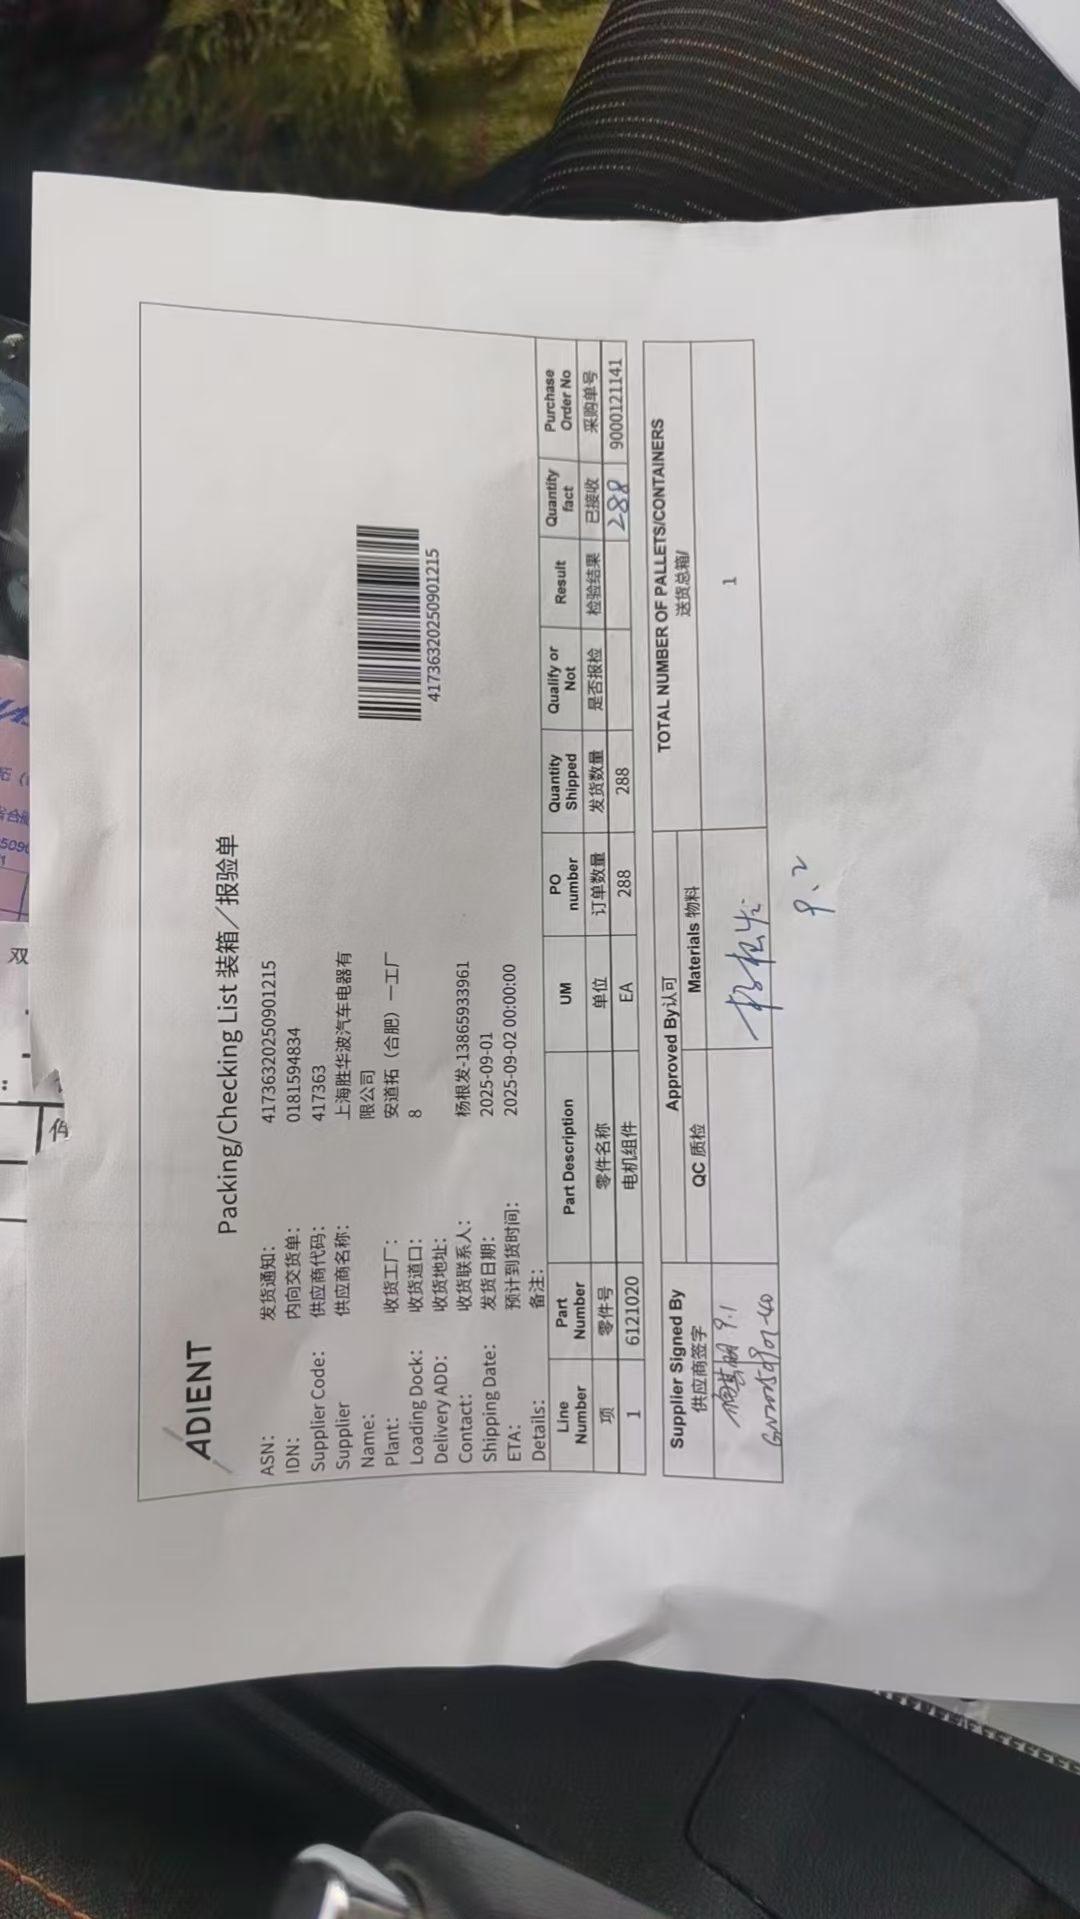 ADIENT
Packing/Checking List 装箱／报验单
ASN: 发货通知: 41736320250901215
IDN: 内向交货单: 0181594834
Supplier Code: 供应商代码: 417363
Supplier 供应商名称: 上海胜华波汽车电器有
Name: 限公司
Plant: 收货工厂: 安道拓（合肥）一工厂
Loading Dock: 收货道口: 8
Delivery ADD: 收货地址:
Contact: 收货联系人: 杨根发-13865933961
Shipping Date: 发货日期: 2025-09-01
ETA: 预计到货时间: 2025-09-02 00:00:00
Details: 备注:
41736320250901215
Line Number Part Number Part Description UM PO number Quantity Shipped Qualify or Not Result Quantity fact Purchase Order No
项 零件号 零件名称 单位 订单数量 发货数量 是否报检 检验结果 已接收 采购单号
1 6121020 电机组件 EA 288 288 288 9000121141
Supplier Signed By Approved By认可 TOTAL NUMBER OF PALLETS/CONTAINERS
供应商签字 QC 质检 Materials 物料 送货总箱/
9.1 1
9.2
双